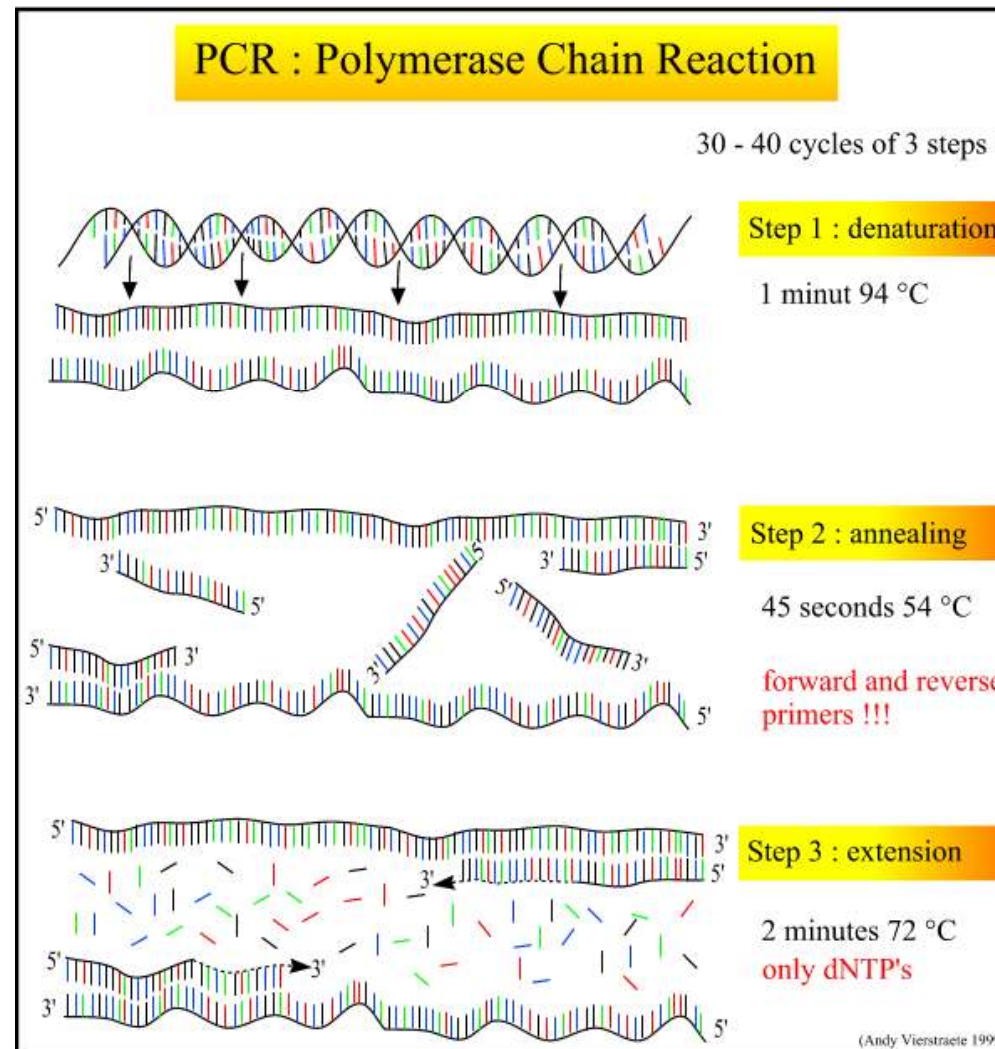 PCR : Polymerase Chain Reaction
30 - 40 cycles of 3 steps
Step 1 : denaturation
1 minut 94 °C
5'
3'
Step 2 : annealing
3'
5'
5'
3'
5'
45 seconds 54 °C
5'
3'
5'
3'
3'
3'
5'
forward and reverse
primers !!!
5'
3'
Step 3 : extension
3'
5'
2 minutes 72 °C
5'
3'
only dNTP's
3'
5'
(Andy Vierstraete 199